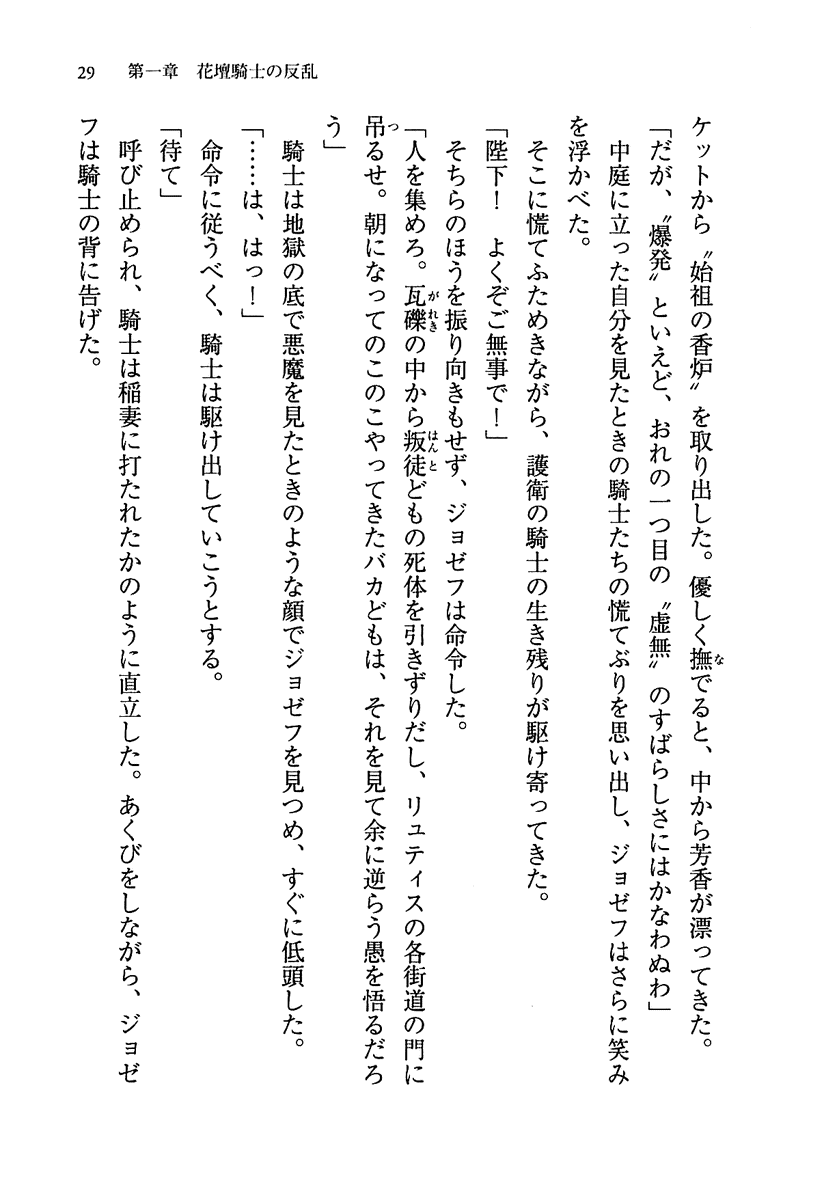 29　第一章　花壇騎士の反乱
ケットから〝始祖の香炉〟を取り出した。優しく撫でると、中から芳香が漂ってきた。
「だが、〝爆発〟といえど、おれの一つ目の〝虚無〟のすばらしさにはかなわぬわ」
　中庭に立った自分を見たときの騎士たちの慌てぶりを思い出し、ジョゼフはさらに笑み
を浮かべた。
　そこに慌てふためきながら、護衛の騎士の生き残りが駆け寄ってきた。
「陛下！　よくぞご無事で！」
　そちらのほうを振り向きもせず、ジョゼフは命令した。
「人を集めろ。瓦礫の中から叛徒どもの死体を引きずりだし、リュティスの各街道の門に
吊るせ。朝になってのこのこやってきたバカどもは、それを見て余に逆らう愚を悟るだろ
う」
　騎士は地獄の底で悪魔を見たときのような顔でジョゼフを見つめ、すぐに低頭した。
「……は、はっ！」
　命令に従うべく、騎士は駆け出していこうとする。
「待て」
　呼び止められ、騎士は稲妻に打たれたかのように直立した。あくびをしながら、ジョゼ
フは騎士の背に告げた。